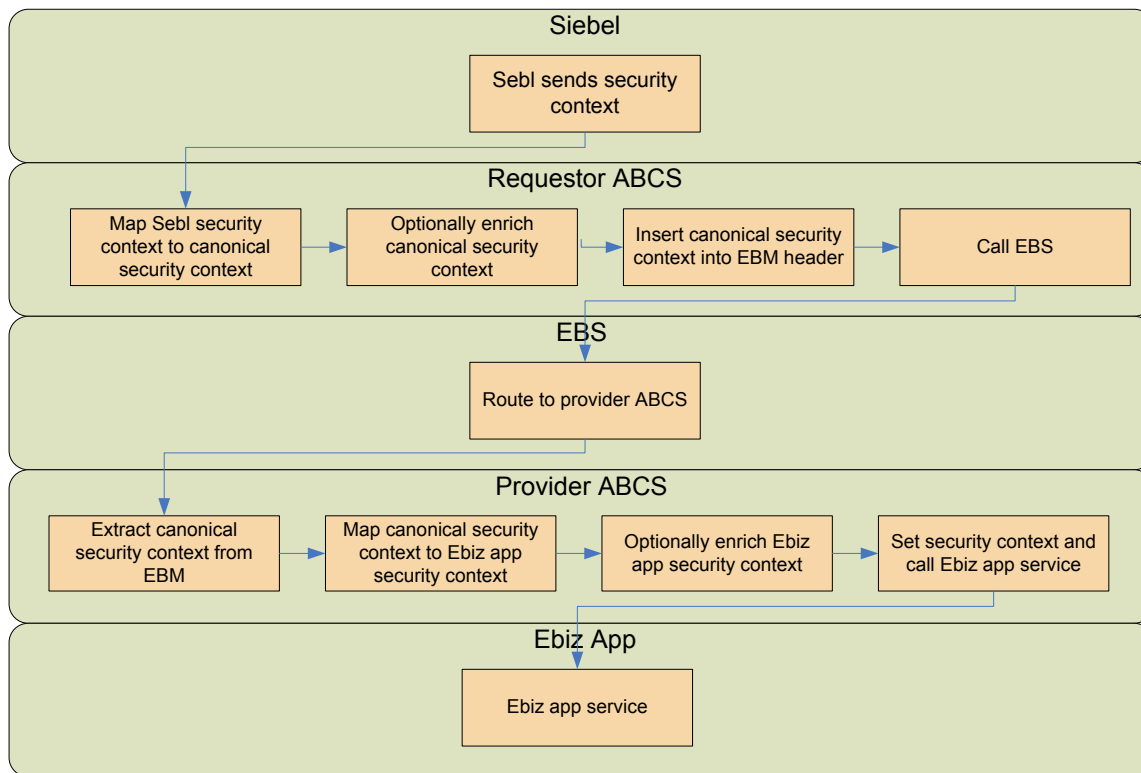 Siebel
Sebl sends security
context
Requestor ABCS
Map Sebl security
context to canonical
security context
Optionally enrich
canonical security
context
Insert canonical security
context into EBM header
Call EBS
EBS
Route to provider ABCS
Provider ABCS
Extract canonical
security context from
EBM
Map canonical security
context to Ebiz app
security context
Optionally enrich Ebiz
app security context
Set security context and
call Ebiz app service
Ebiz App
Ebiz app service